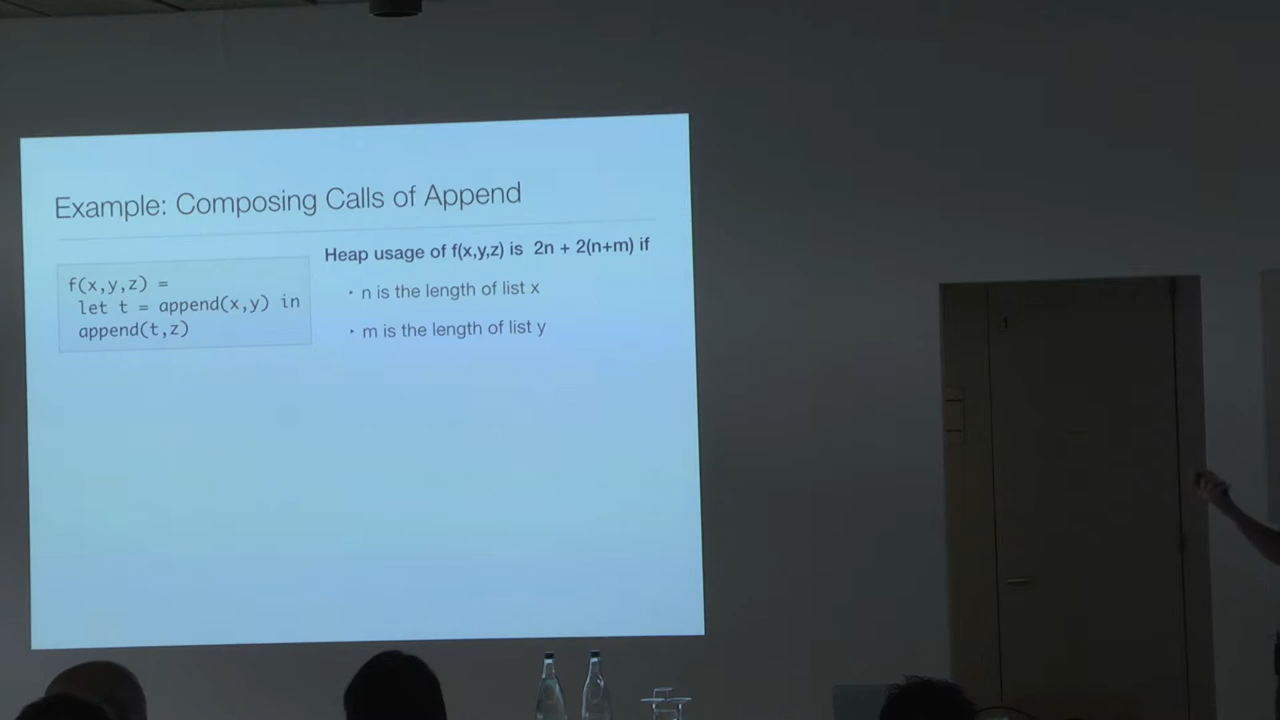 Example: Composing Calls of Append
f(x,y,z) =
let t = append(x,y) in
append(t,z)
Heap usage of f(x,y,z) is 2n + 2(n+m) if
· n is the length of list x
· m is the length of list y
1